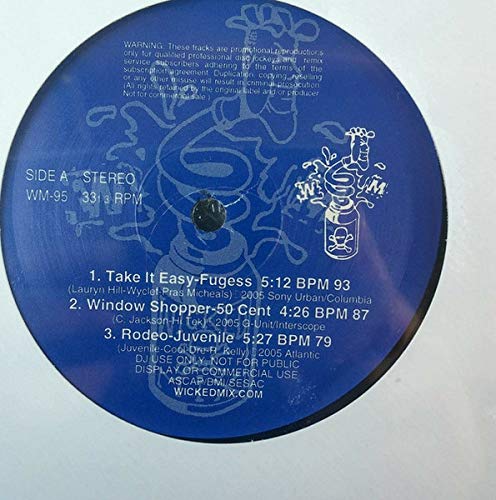 WARNING: These tracks are promotional reproductions
only for qualified professional disc jockeys and remix
service subscribers adhering to the terms of the
subscription agreement. Duplication, copying, reselling
or any other misuse will result in criminal prosecution.
(All rights retained by the original label and or producer
Not for commercial sale.)
SIDE A STEREO
WM-95 33 1/3 RPM
1. Take It Easy-Fugess 5:12 BPM 93
(Lauryn Hill-Wyclef-Pras Micheals) 2005 Sony Urban/Columbia
2. Window Shopper-50 Cent 4:26 BPM 87
(C. Jackson-Hi Tek) 2005 G-Unit/Interscope
3. Rodeo-Juvenile 5:27 BPM 79
(Juvenile-Cool-Dre-R. Kelly) 2005 Atlantic
DJ USE ONLY, NOT FOR PUBLIC
DISPLAY OR COMMERCIAL USE
ASCAP/BMI/SESAC
WICKEDMIX.COM